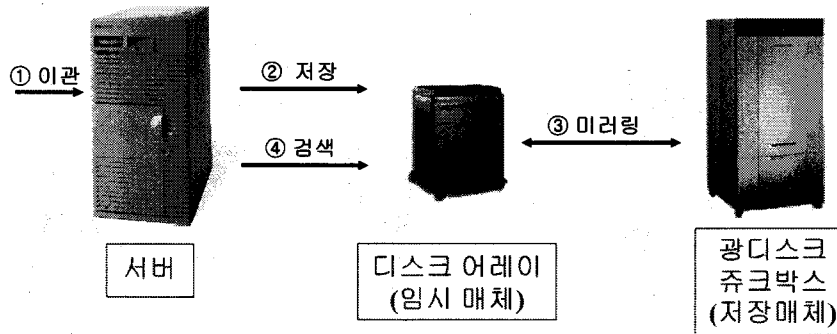 ① 이관
② 저장
④ 검색
③ 미러링
서버
디스크 어레이
(임시 매체)
광디스크
쥬크박스
(저장매체)